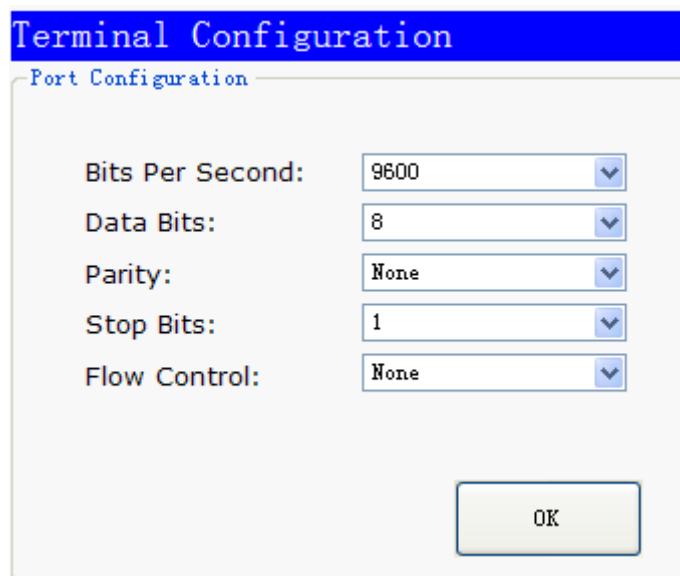 Terminal Configuration
Port Configuration
Bits Per Second: 9600
Data Bits: 8
Parity: None
Stop Bits: 1
Flow Control: None
OK